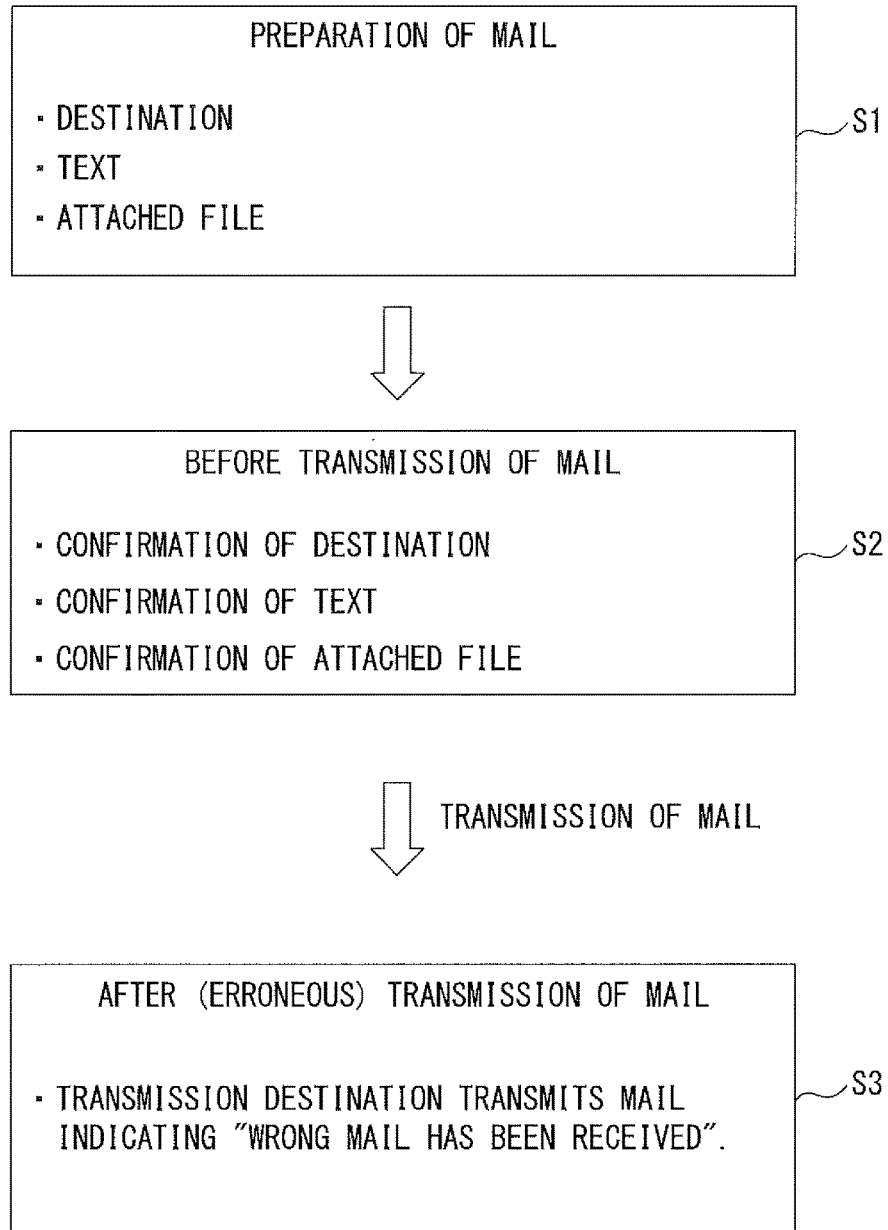 PREPARATION OF MAIL
・DESTINATION
・TEXT
・ATTACHED FILE
S1
BEFORE TRANSMISSION OF MAIL
・CONFIRMATION OF DESTINATION
・CONFIRMATION OF TEXT
・CONFIRMATION OF ATTACHED FILE
S2
TRANSMISSION OF MAIL
AFTER (ERRONEOUS) TRANSMISSION OF MAIL
・TRANSMISSION DESTINATION TRANSMITS MAIL
INDICATING "WRONG MAIL HAS BEEN RECEIVED".
S3